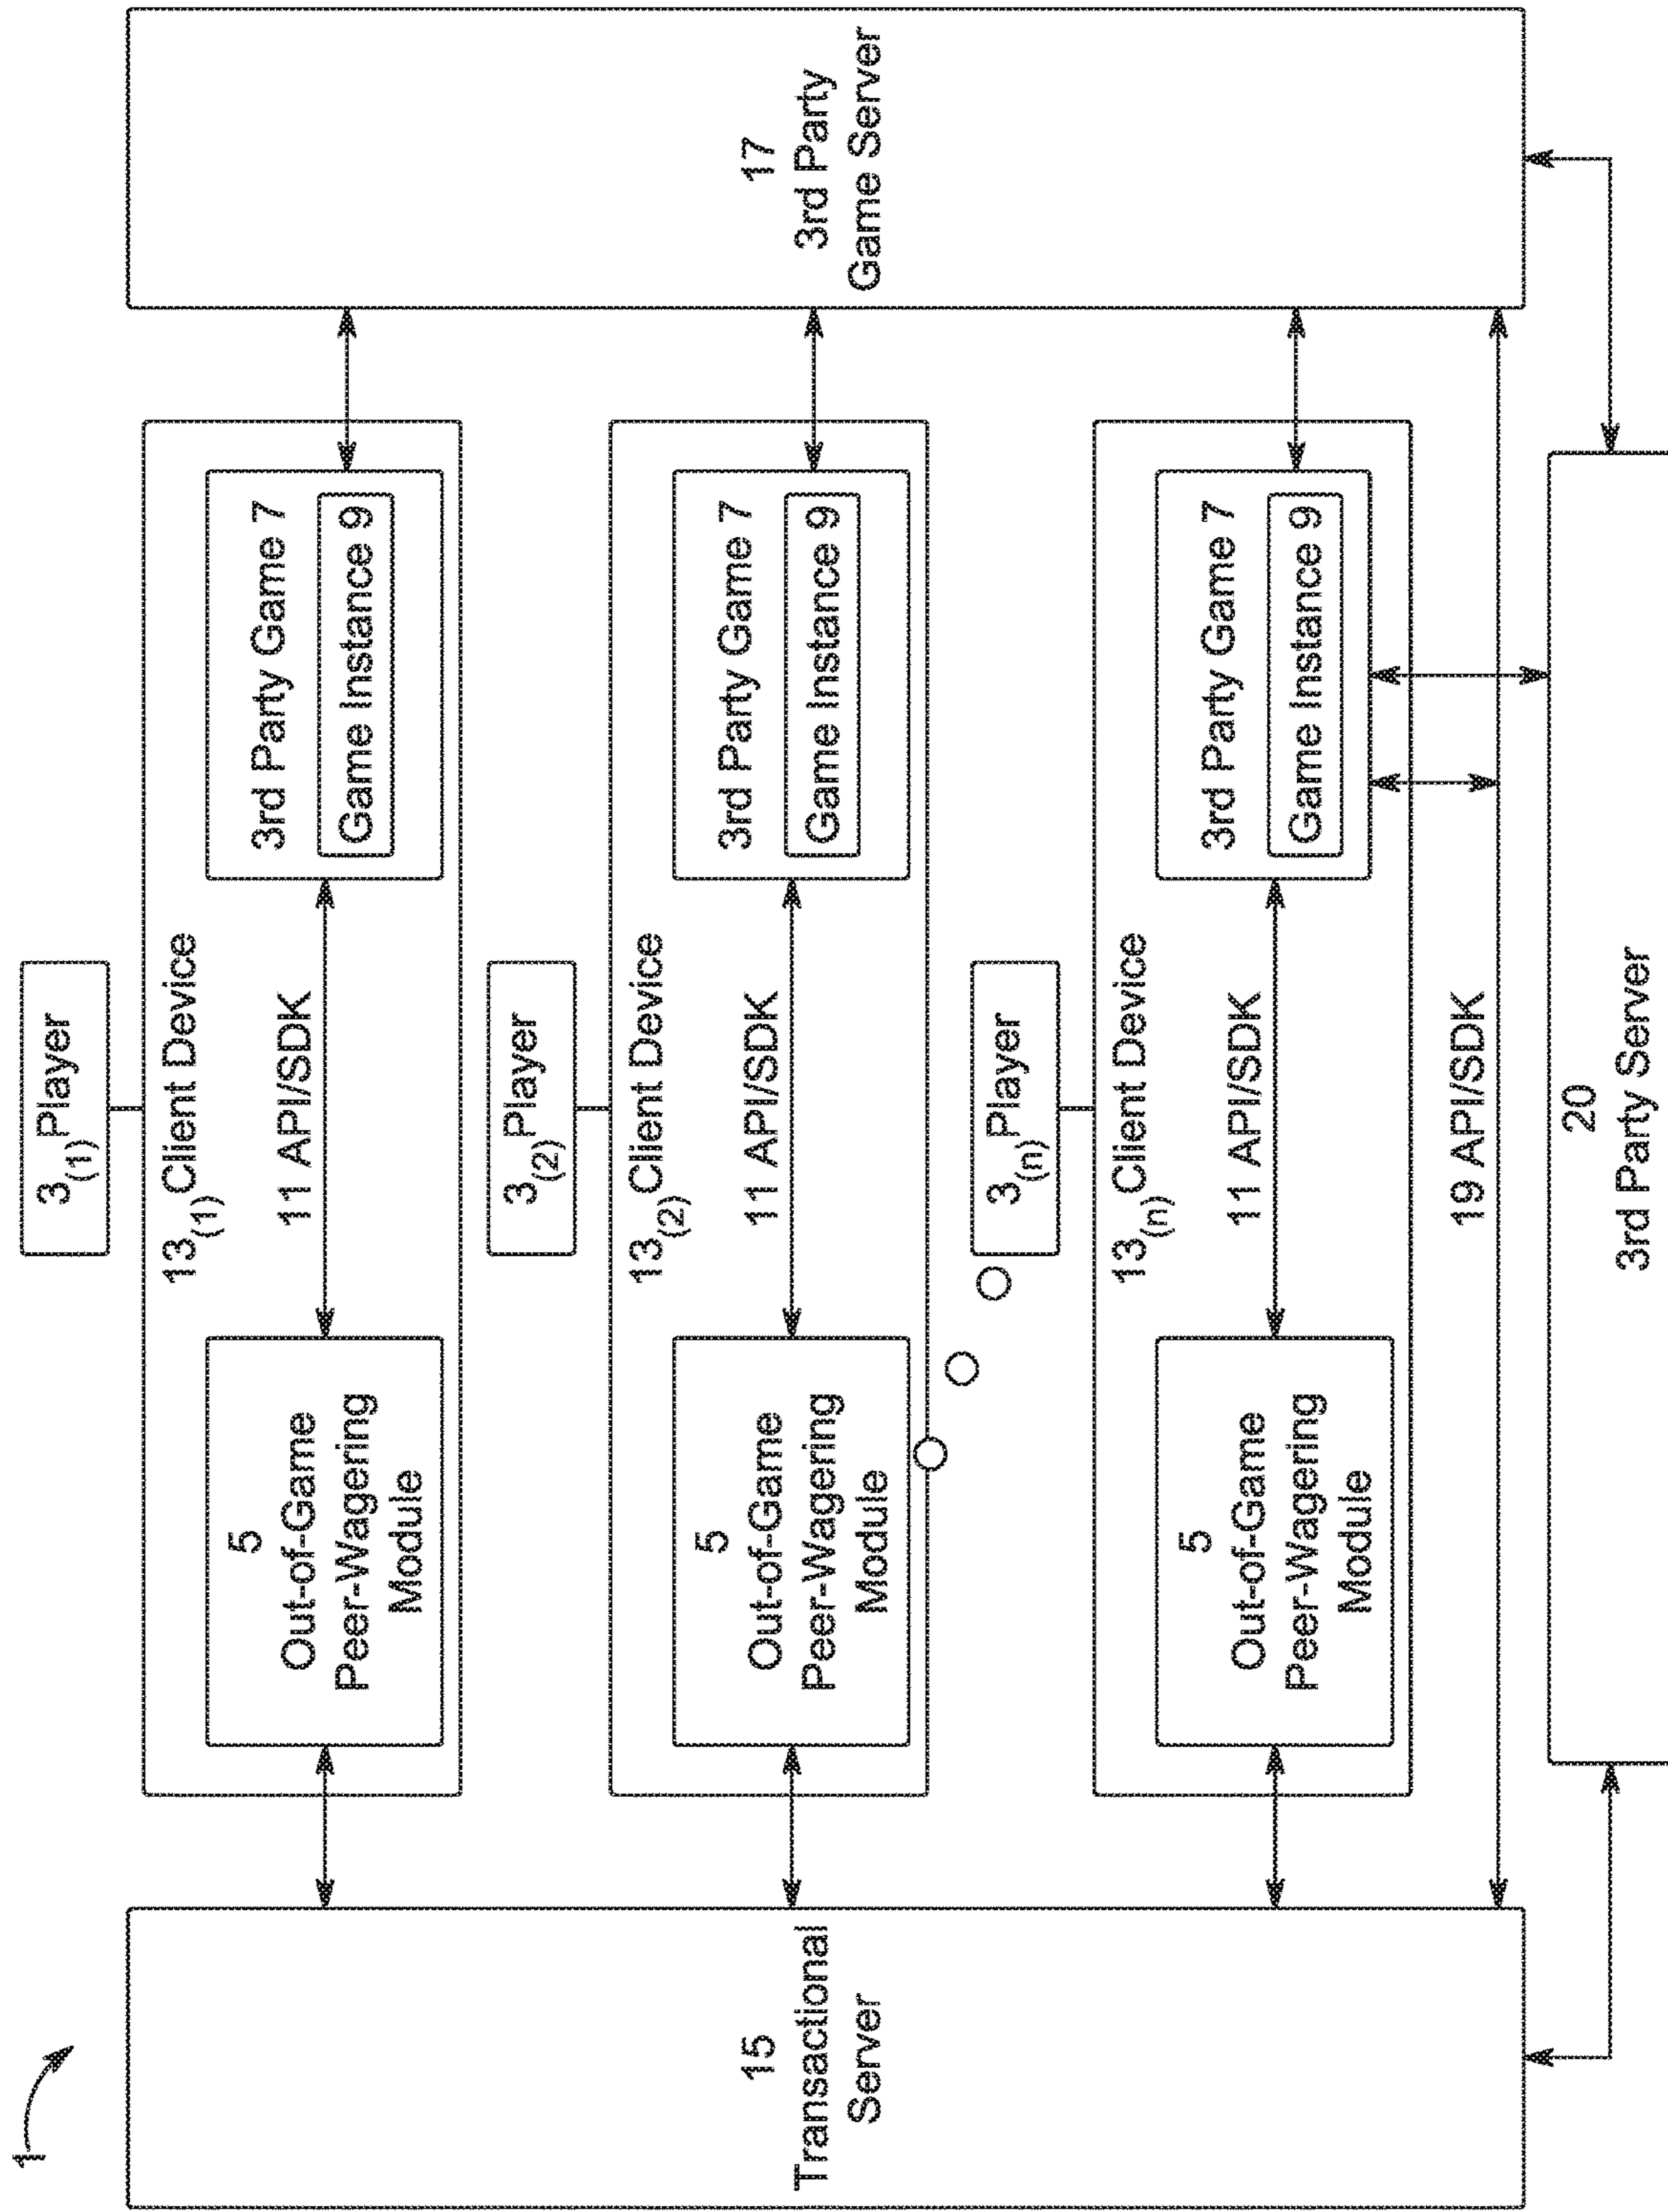 1
3(1) Player
13(1) Client Device
5
Out-of-Game
Peer-Wagering
Module
11 API/SDK
3rd Party Game 7
Game Instance 9
3(2) Player
13(2) Client Device
5
Out-of-Game
Peer-Wagering
Module
11 API/SDK
3rd Party Game 7
Game Instance 9
3(n) Player
13(n) Client Device
5
Out-of-Game
Peer-Wagering
Module
11 API/SDK
3rd Party Game 7
Game Instance 9
15
Transactional
Server
17
3rd Party
Game Server
19 API/SDK
20
3rd Party Server